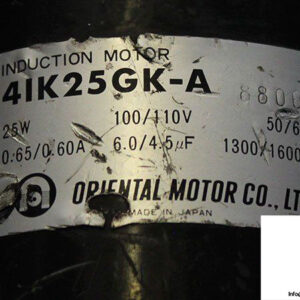 INDUCTION MOTOR
4IK25GK-A
25W 100/110V 50/6
0.65/0.60A 6.0/4.5μF 1300/1600
ORIENTAL MOTOR CO., LT
MADE IN JAPAN